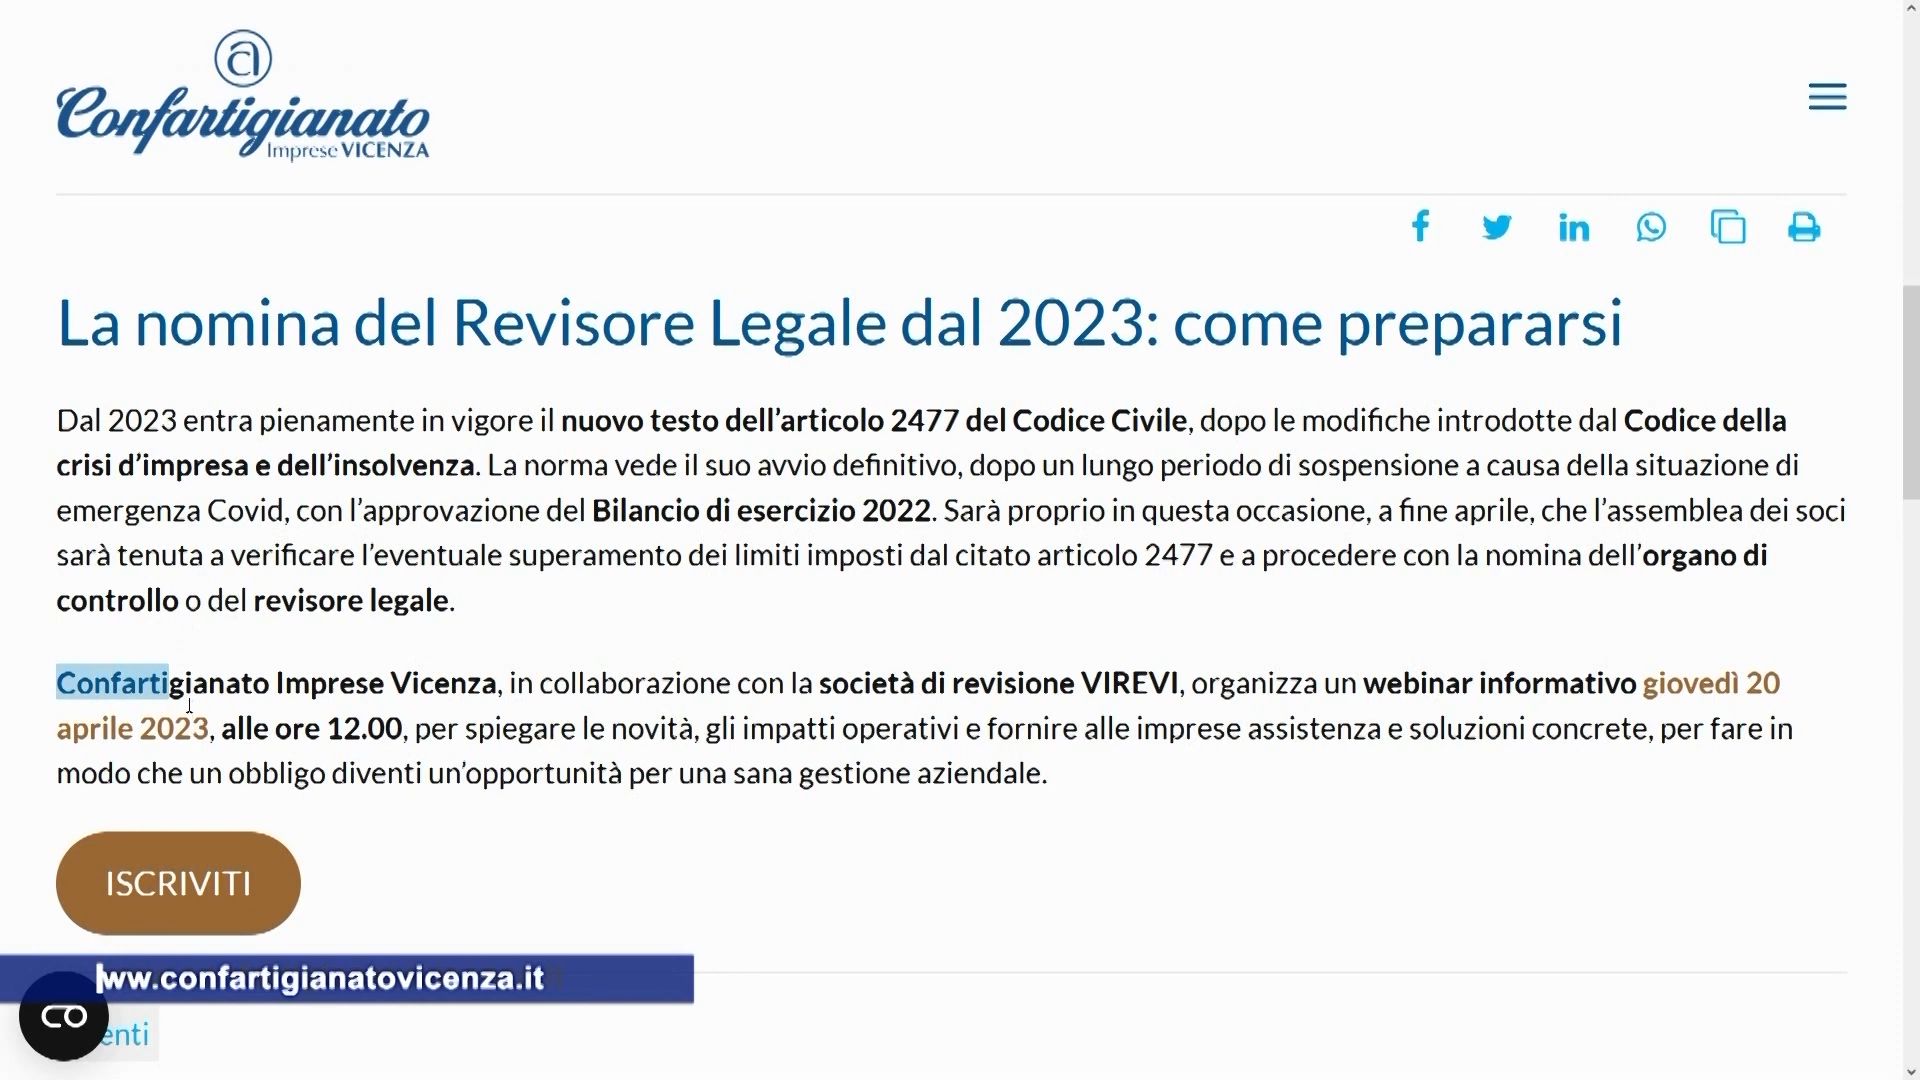 a
Confartigianato
Imprese VICENZA
La nomina del Revisore Legale dal 2023: come prepararsi
Dal 2023 entra pienamente in vigore il nuovo testo dell’articolo 2477 del Codice Civile, dopo le modifiche introdotte dal Codice della
crisi d’impresa e dell’insolvenza. La norma vede il suo avvio definitivo, dopo un lungo periodo di sospensione a causa della situazione di
emergenza Covid, con l’approvazione del Bilancio di esercizio 2022. Sarà proprio in questa occasione, a fine aprile, che l’assemblea dei soci
sarà tenuta a verificare l’eventuale superamento dei limiti imposti dal citato articolo 2477 e a procedere con la nomina dell’organo di
controllo o del revisore legale.
Confartigianato Imprese Vicenza, in collaborazione con la società di revisione VIREVI, organizza un webinar informativo giovedì 20
aprile 2023, alle ore 12.00, per spiegare le novità, gli impatti operativi e fornire alle imprese assistenza e soluzioni concrete, per fare in
modo che un obbligo diventi un’opportunità per una sana gestione aziendale.
ISCRIVITI
ww.confartigianatovicenza.it
enti